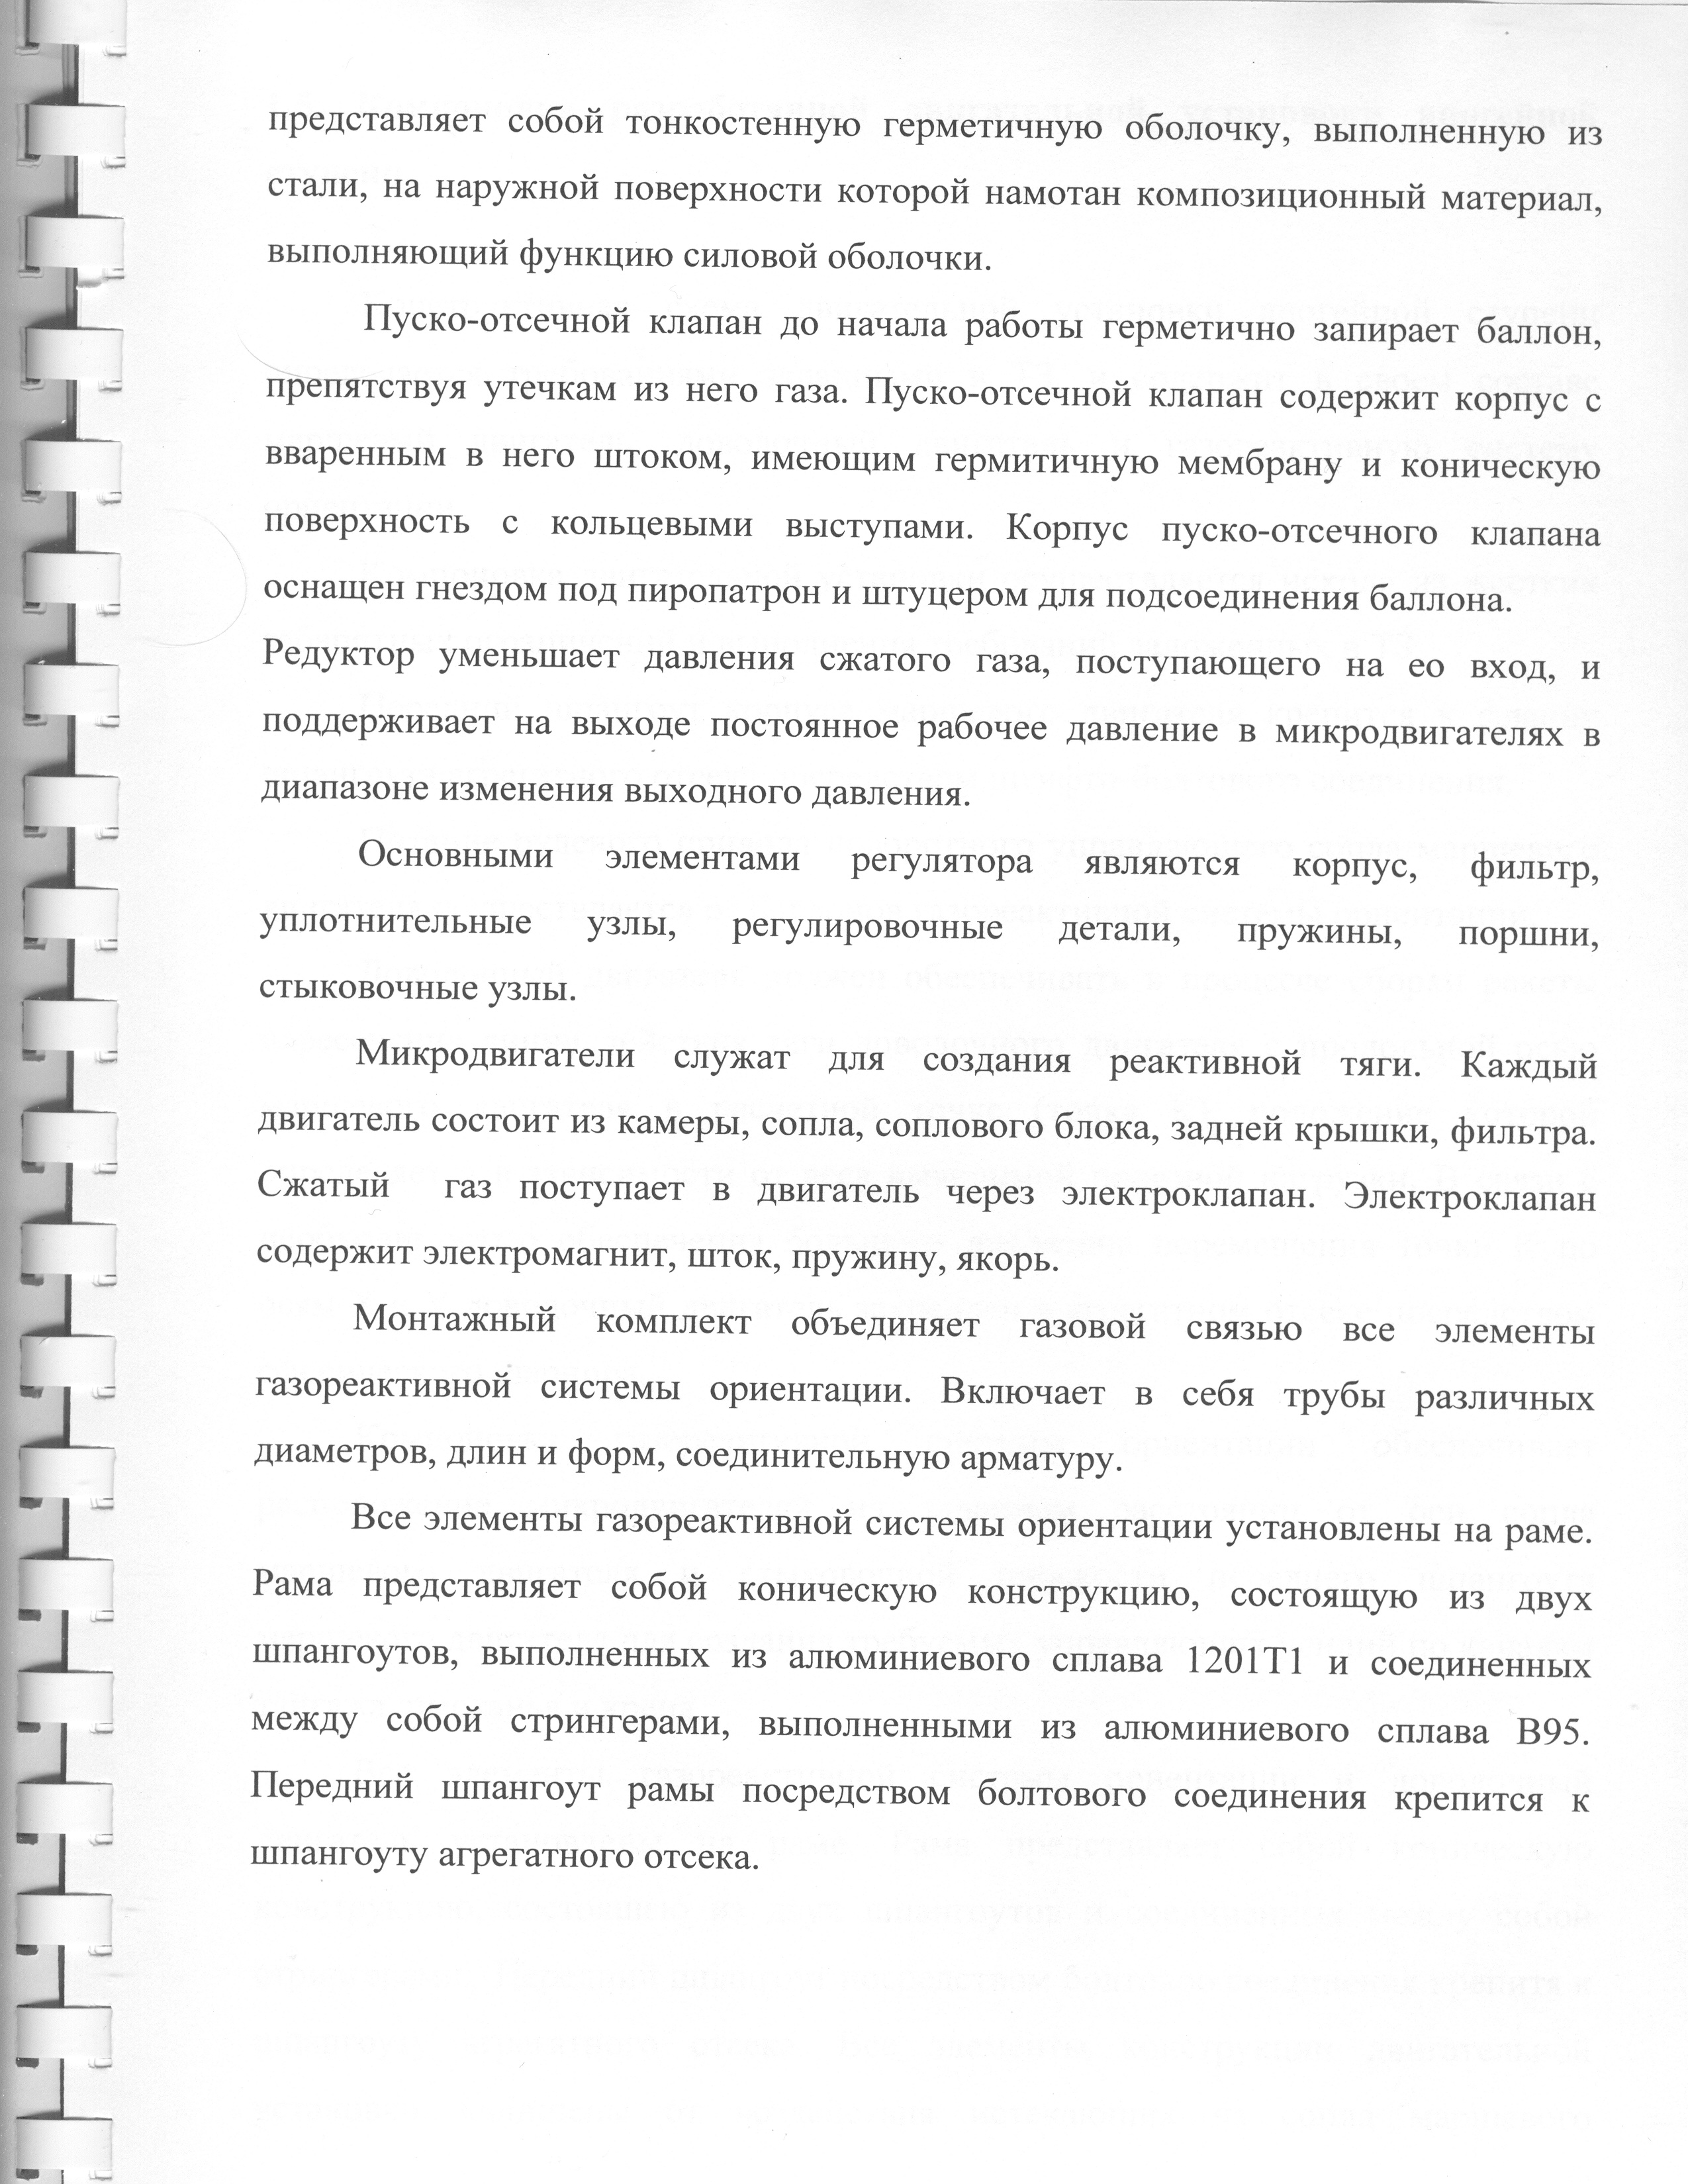 представляет собой тонкостенную герметичную оболочку, выполненную из
стали, на наружной поверхности которой намотан композиционный материал,
выполняющий функцию силовой оболочки.
Пуско-отсечной клапан до начала работы герметично запирает баллон,
препятствуя утечкам из него газа. Пуско-отсечной клапан содержит корпус с
вваренным в него штоком, имеющим гермитичную мембрану и коническую
поверхность с кольцевыми выступами. Корпус пуско-отсечного клапана
оснащен гнездом под пиропатрон и штуцером для подсоединения баллона.
Редуктор уменьшает давления сжатого газа, поступающего на ео вход, и
поддерживает на выходе постоянное рабочее давление в микродвигателях в
диапазоне изменения выходного давления.
Основными элементами регулятора являются корпус, фильтр,
уплотнительные узлы, регулировочные детали, пружины, поршни,
стыковочные узлы.
Микродвигатели служат для создания реактивной тяги. Каждый
двигатель состоит из камеры, сопла, соплового блока, задней крышки, фильтра.
Сжатый газ поступает в двигатель через электроклапан. Электроклапан
содержит электромагнит, шток, пружину, якорь.
Монтажный комплект объединяет газовой связью все элементы
газореактивной системы ориентации. Включает в себя трубы различных
диаметров, длин и форм, соединительную арматуру.
Все элементы газореактивной системы ориентации установлены на раме.
Рама представляет собой коническую конструкцию, состоящую из двух
шпангоутов, выполненных из алюминиевого сплава 1201Т1 и соединенных
между собой стрингерами, выполненными из алюминиевого сплава В95.
Передний шпангоут рамы посредством болтового соединения крепится к
шпангоуту агрегатного отсека.